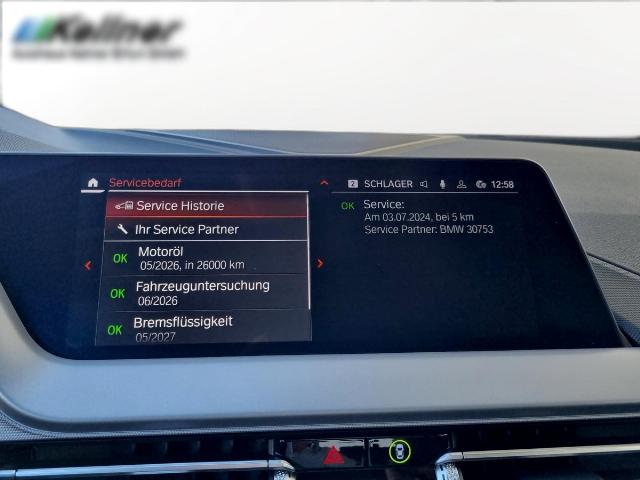 Kellner
Servicebedarf
2 SCHLAGER 12:58
Service Historie
Ihr Service Partner
OK Motoröl
05/2026, in 26000 km
OK Fahrzeuguntersuchung
06/2026
OK Bremsflüssigkeit
05/2027
OK Service:
Am 03.07.2024, bei 5 km
Service Partner: BMW 30753